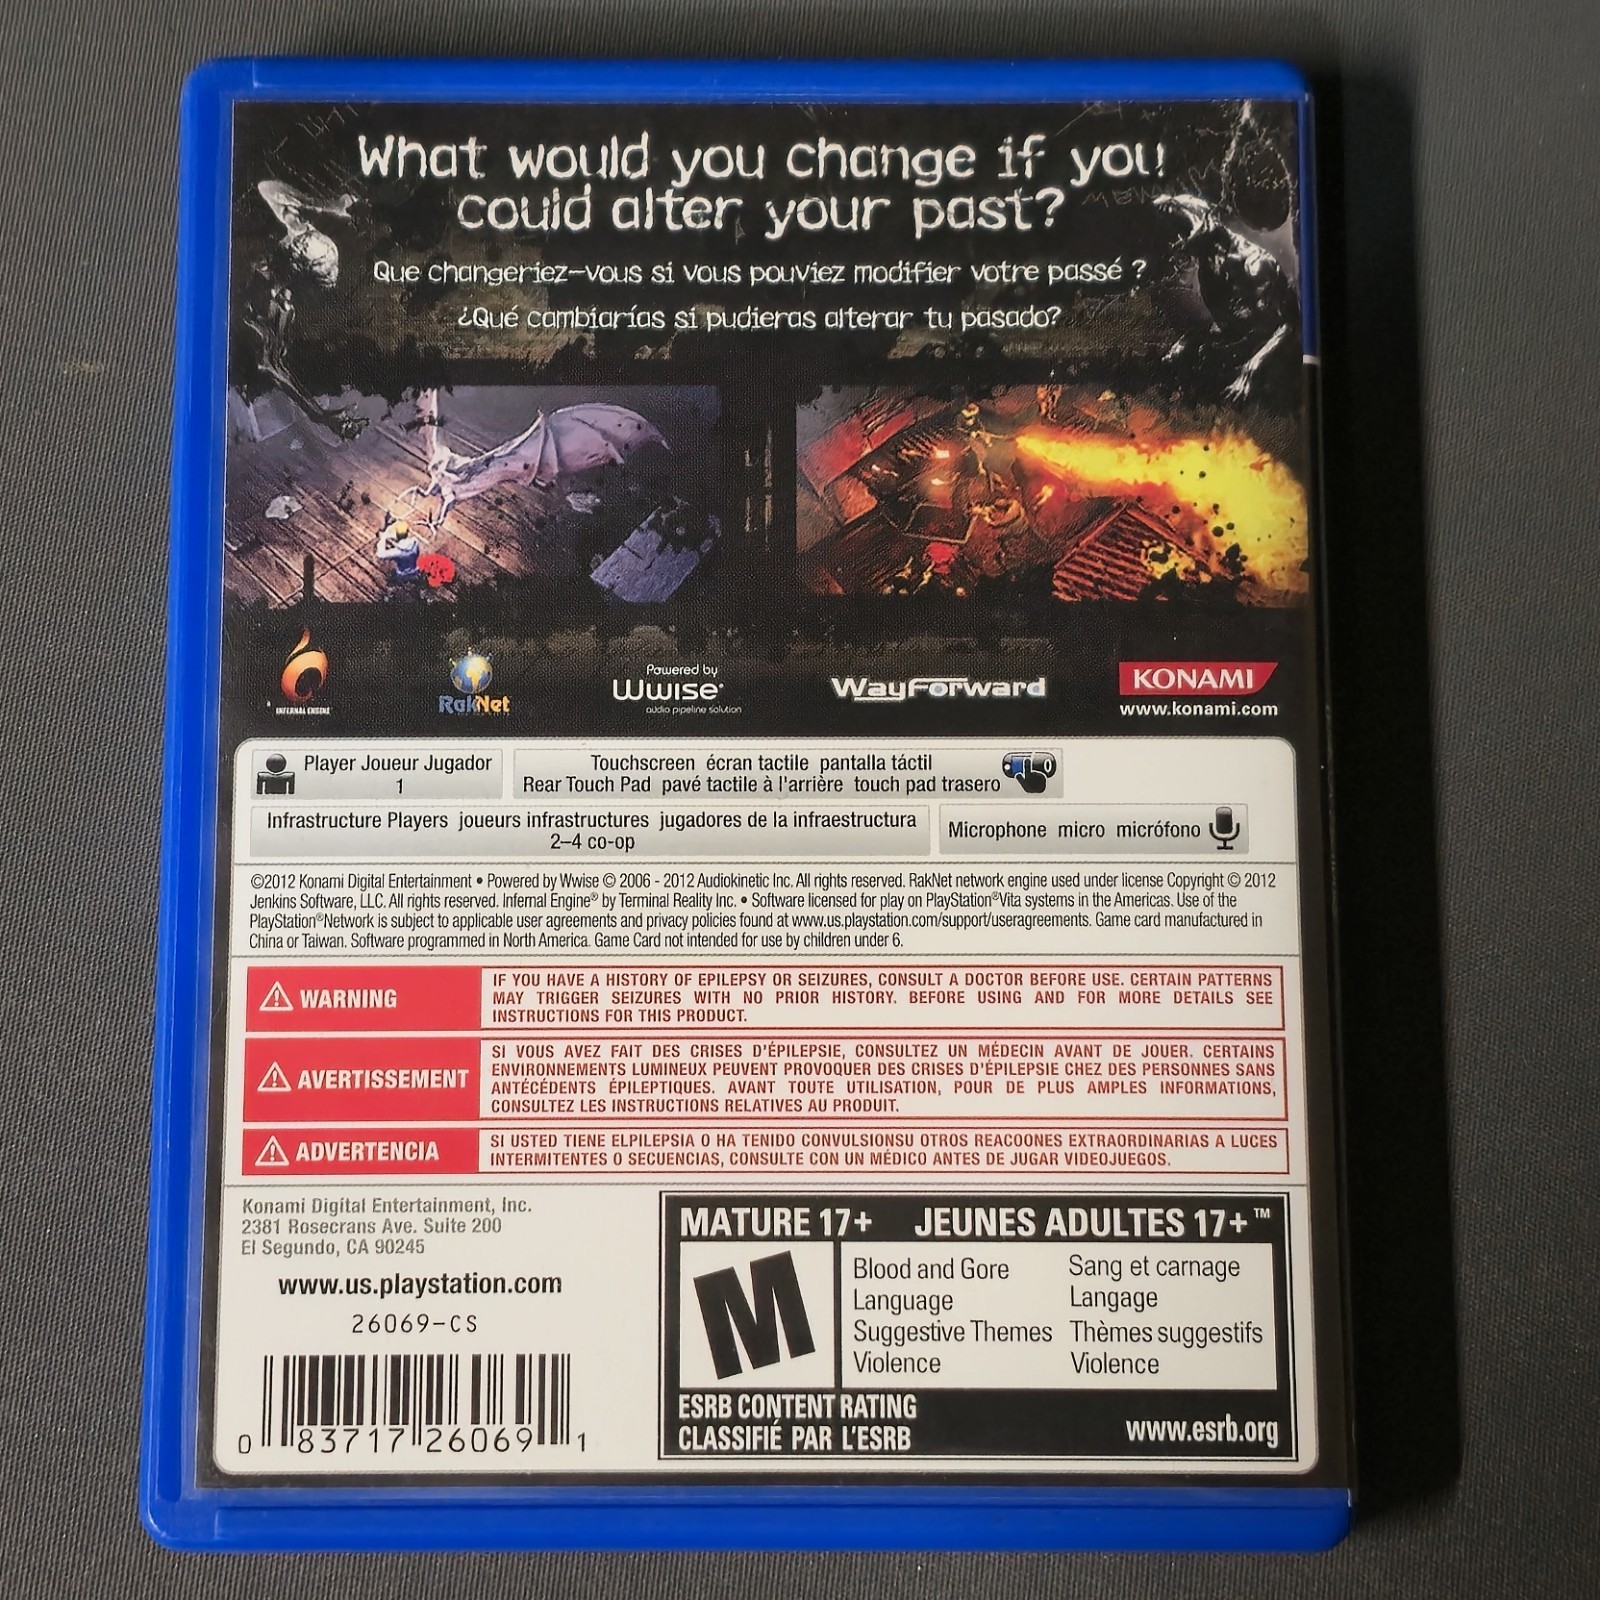 What would you change if you
could alter your past?
Que changeriez-vous si vous pouviez modifier votre passé ?
¿Qué cambiarías si pudieras alterar tu pasado?
INFERNAL ENGINE
RakNet
Powered by
Wwise
audio pipeline solution
WayForward
KONAMI
www.konami.com
Player Joueur Jugador
1
Touchscreen écran tactile pantalla táctil
Rear Touch Pad pavé tactile à l'arrière touch pad trasero
Infrastructure Players joueurs infrastructures jugadores de la infraestructura
2–4 co-op
Microphone micro micrófono
©2012 Konami Digital Entertainment • Powered by Wwise © 2006 - 2012 Audiokinetic Inc. All rights reserved. RakNet network engine used under license Copyright © 2012
Jenkins Software, LLC. All rights reserved. Infernal Engine® by Terminal Reality Inc. • Software licensed for play on PlayStation®Vita systems in the Americas. Use of the
PlayStation®Network is subject to applicable user agreements and privacy policies found at www.us.playstation.com/support/useragreements. Game card manufactured in
China or Taiwan. Software programmed in North America. Game Card not intended for use by children under 6.
WARNING
IF YOU HAVE A HISTORY OF EPILEPSY OR SEIZURES, CONSULT A DOCTOR BEFORE USE. CERTAIN PATTERNS
MAY TRIGGER SEIZURES WITH NO PRIOR HISTORY. BEFORE USING AND FOR MORE DETAILS SEE
INSTRUCTIONS FOR THIS PRODUCT.
AVERTISSEMENT
SI VOUS AVEZ FAIT DES CRISES D'ÉPILEPSIE, CONSULTEZ UN MÉDECIN AVANT DE JOUER. CERTAINS
ENVIRONNEMENTS LUMINEUX PEUVENT PROVOQUER DES CRISES D'ÉPILEPSIE CHEZ DES PERSONNES SANS
ANTÉCÉDENTS ÉPILEPTIQUES. AVANT TOUTE UTILISATION, POUR DE PLUS AMPLES INFORMATIONS,
CONSULTEZ LES INSTRUCTIONS RELATIVES AU PRODUIT.
ADVERTENCIA
SI USTED TIENE ELPILEPSIA O HA TENIDO CONVULSIONSU OTROS REACOONES EXTRAORDINARIAS A LUCES
INTERMITENTES O SECUENCIAS, CONSULTE CON UN MÉDICO ANTES DE JUGAR VIDEOJUEGOS.
Konami Digital Entertainment, Inc.
2381 Rosecrans Ave. Suite 200
El Segundo, CA 90245
www.us.playstation.com
26069-CS
0 83717 26069 1
MATURE 17+ JEUNES ADULTES 17+™
M
Blood and Gore
Language
Suggestive Themes
Violence
Sang et carnage
Langage
Thèmes suggestifs
Violence
ESRB CONTENT RATING
CLASSIFIÉ PAR L'ESRB
www.esrb.org